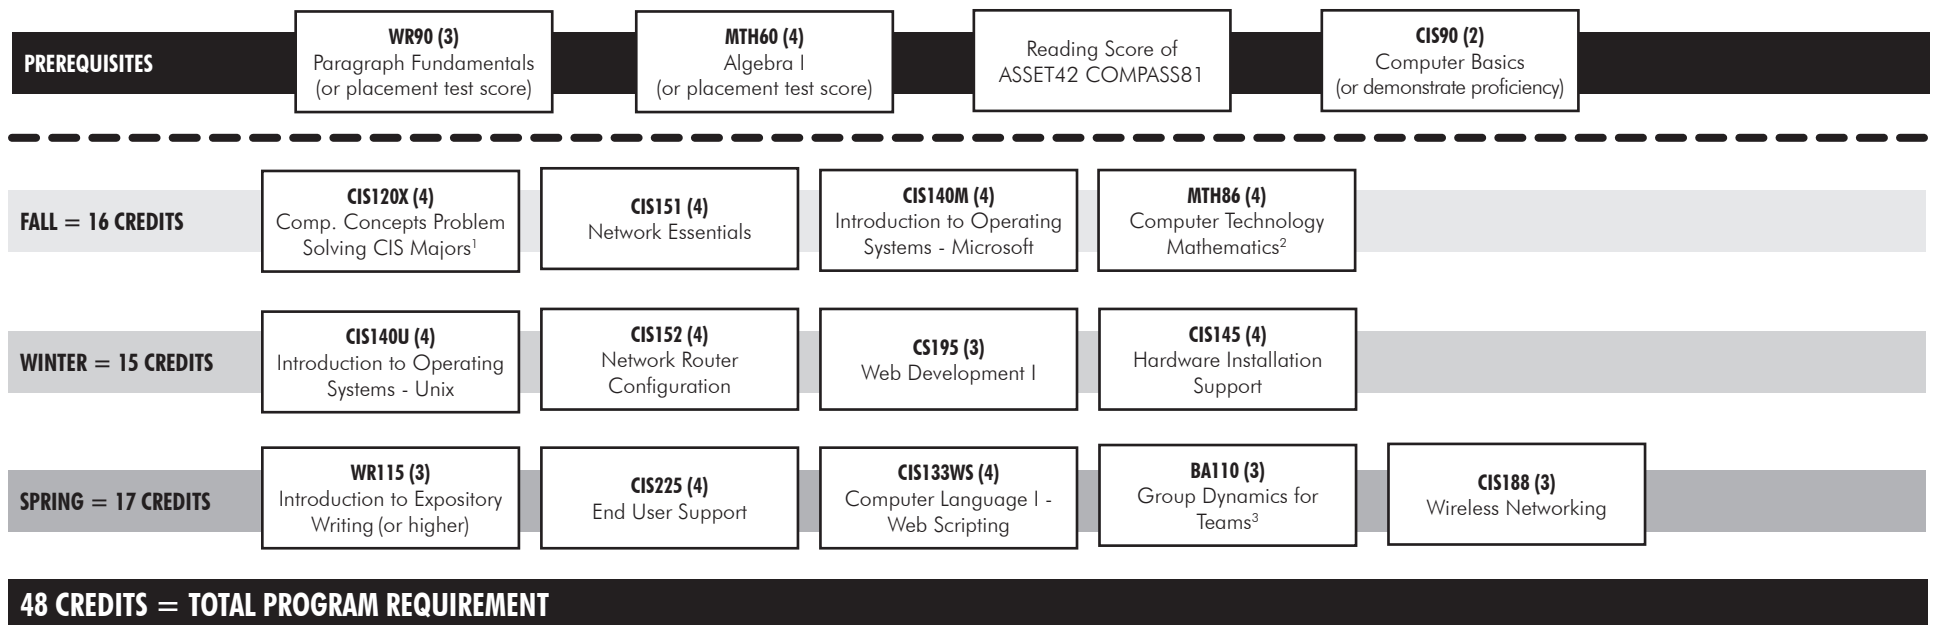 PREREQUISITES
WR90 (3)
Paragraph Fundamentals
(or placement test score)
MTH60 (4)
Algebra I
(or placement test score)
Reading Score of
ASSET42 COMPASS81
CIS90 (2)
Computer Basics
(or demonstrate proficiency)
FALL = 16 CREDITS
CIS120X (4)
Comp. Concepts Problem
Solving CIS Majors¹
CIS151 (4)
Network Essentials
CIS140M (4)
Introduction to Operating
Systems - Microsoft
MTH86 (4)
Computer Technology
Mathematics²
WINTER = 15 CREDITS
CIS140U (4)
Introduction to Operating
Systems - Unix
CIS152 (4)
Network Router
Configuration
CS195 (3)
Web Development I
CIS145 (4)
Hardware Installation
Support
SPRING = 17 CREDITS
WR115 (3)
Introduction to Expository
Writing (or higher)
CIS225 (4)
End User Support
CIS133WS (4)
Computer Language I -
Web Scripting
BA110 (3)
Group Dynamics for
Teams³
CIS188 (3)
Wireless Networking
48 CREDITS = TOTAL PROGRAM REQUIREMENT